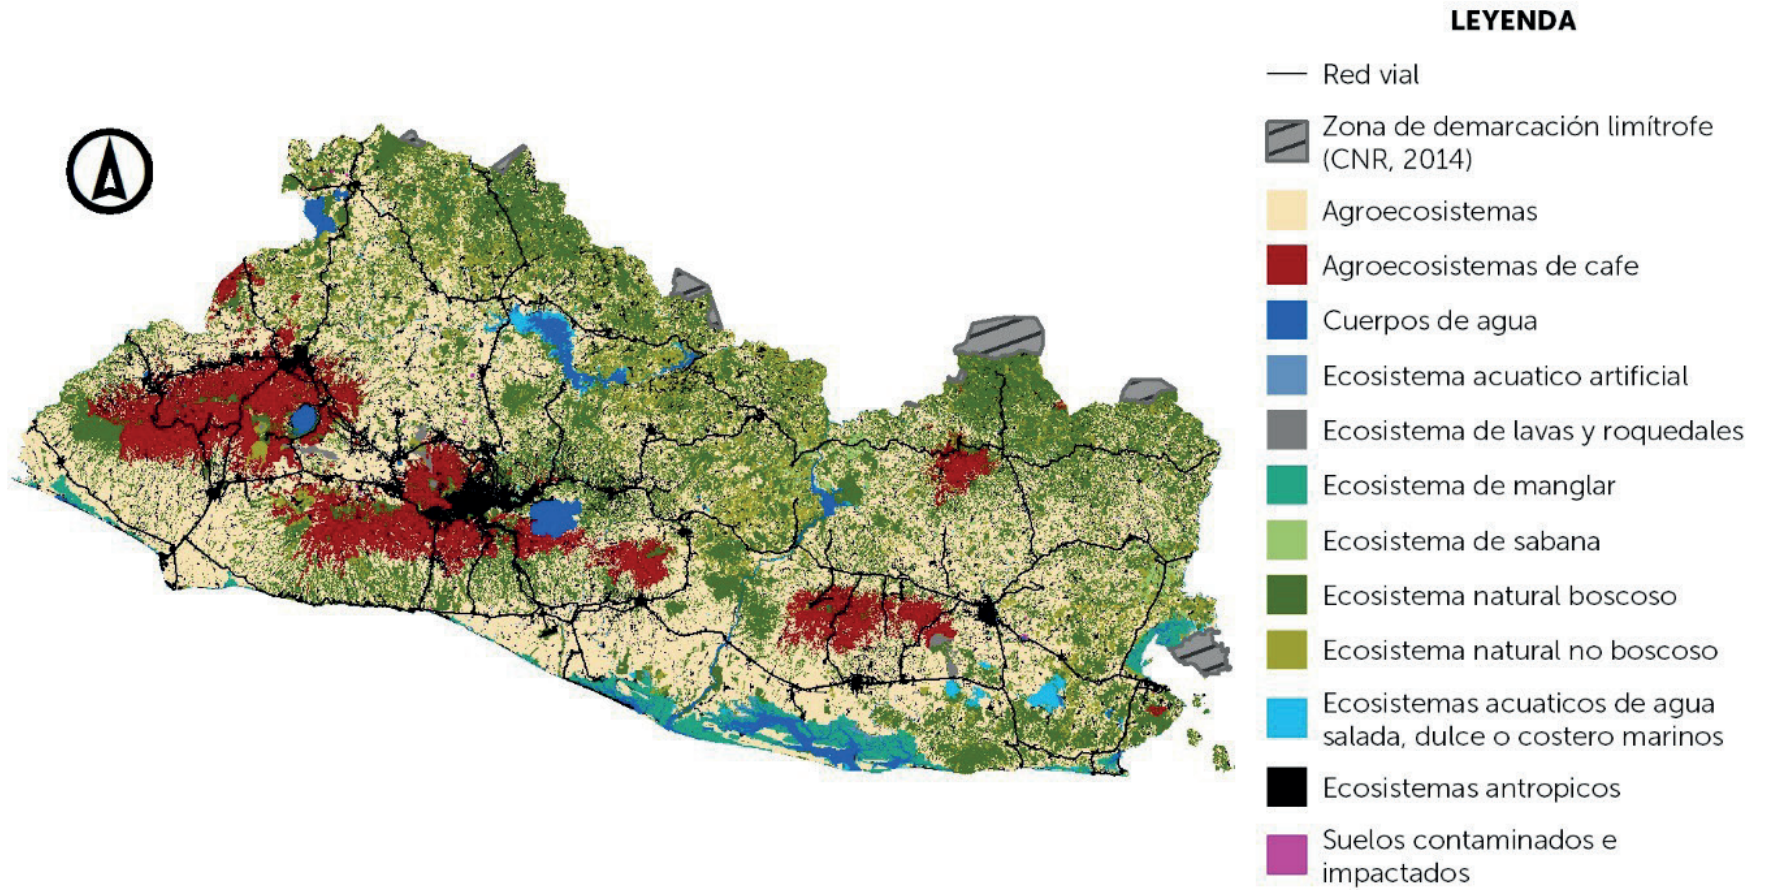 LEYENDA
Red vial
Zona de demarcación limítrofe
(CNR, 2014)
Agroecosistemas
Agroecosistemas de cafe
Cuerpos de agua
Ecosistema acuatico artificial
Ecosistema de lavas y roquedales
Ecosistema de manglar
Ecosistema de sabana
Ecosistema natural boscoso
Ecosistema natural no boscoso
Ecosistemas acuaticos de agua
salada, dulce o costero marinos
Ecosistemas antropicos
Suelos contaminados e
impactados